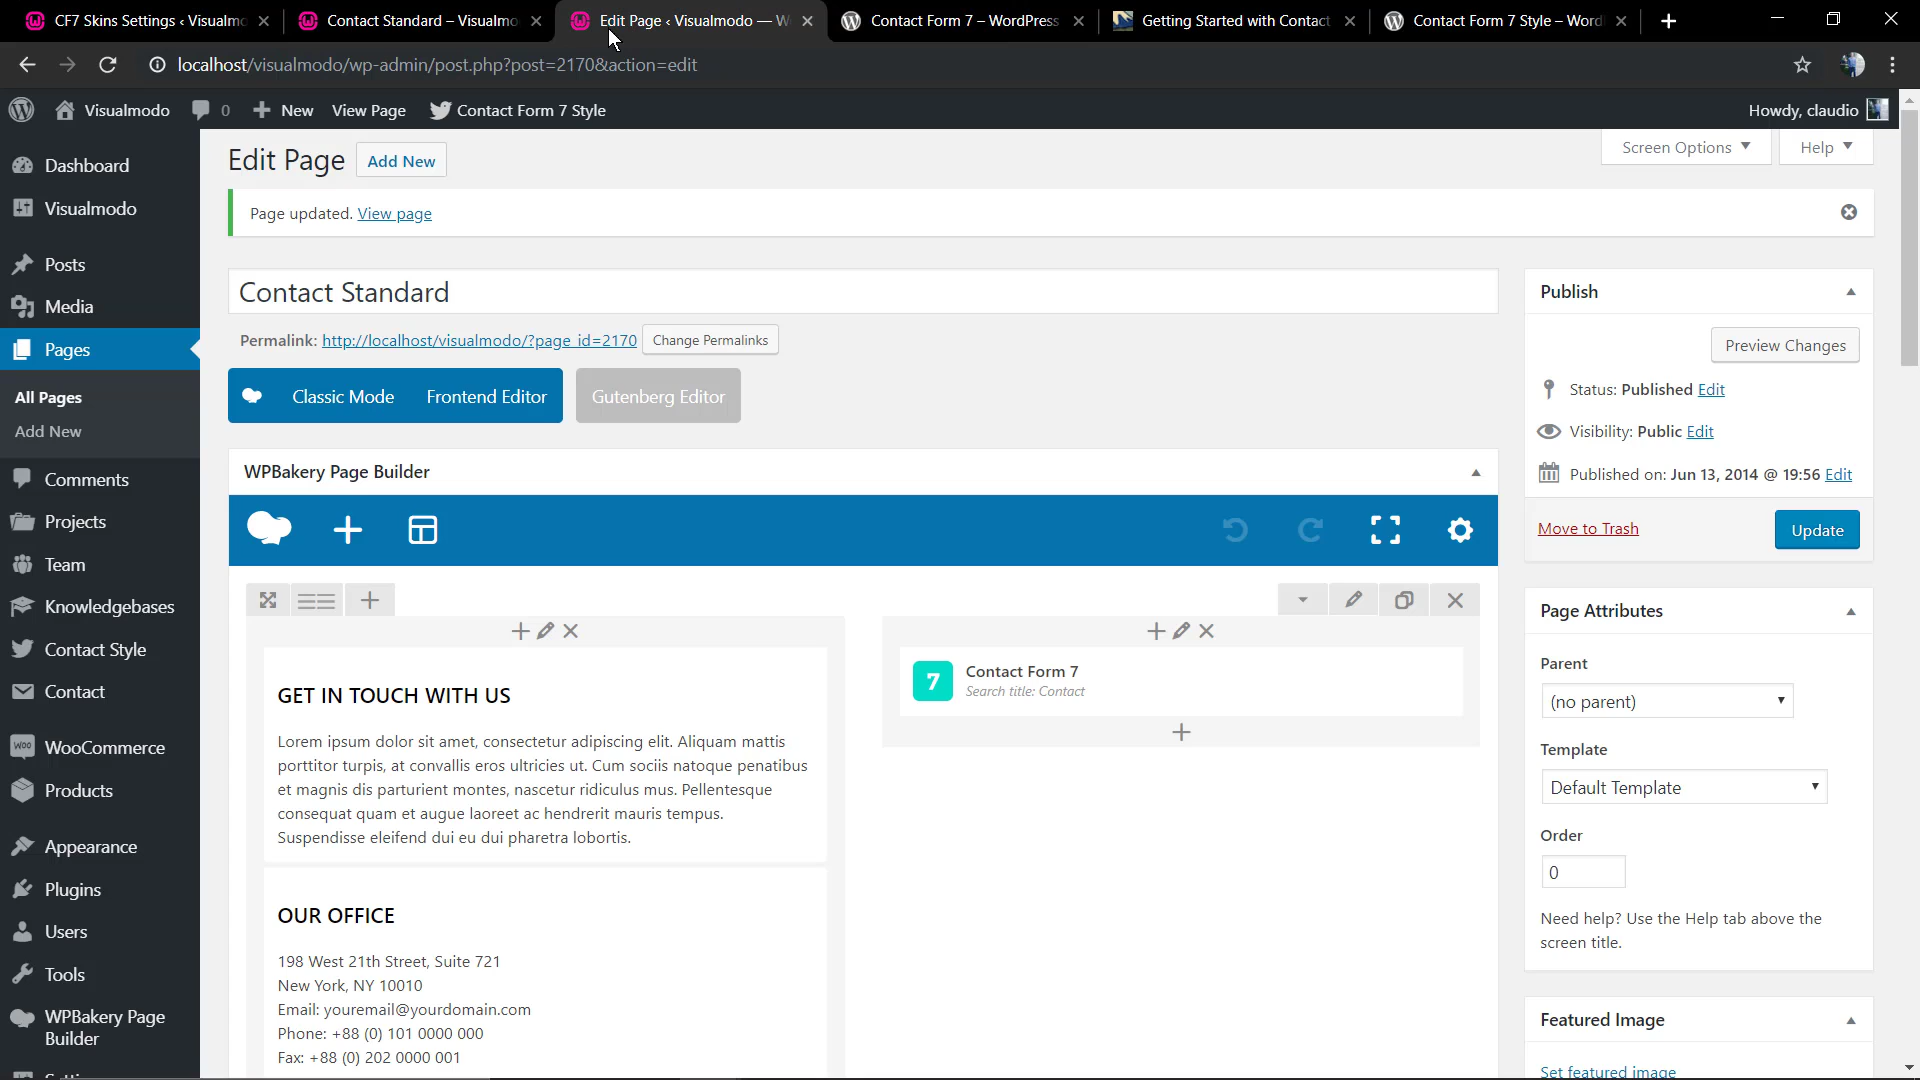 CF7 Skins Settings ‹ Visualmo
Contact Standard – Visualmo
Edit Page ‹ Visualmodo — W
Contact Form 7 – WordPress
Getting Started with Contact
Contact Form 7 Style – Word
localhost/visualmodo/wp-admin/post.php?post=2170&action=edit
Visualmodo
0
New
View Page
Contact Form 7 Style
Howdy, claudio
Dashboard
Visualmodo
Posts
Media
Pages
All Pages
Add New
Comments
Projects
Team
Knowledgebases
Contact Style
Contact
WooCommerce
Products
Appearance
Plugins
Users
Tools
WPBakery Page
Builder
Edit Page
Add New
Screen Options
Help
Page updated. View page
Contact Standard
Permalink: http://localhost/visualmodo/?page_id=2170
Change Permalinks
Classic Mode
Frontend Editor
Gutenberg Editor
WPBakery Page Builder
GET IN TOUCH WITH US
Lorem ipsum dolor sit amet, consectetur adipiscing elit. Aliquam mattis
porttitor turpis, at convallis eros ultricies ut. Cum sociis natoque penatibus
et magnis dis parturient montes, nascetur ridiculus mus. Pellentesque
consequat quam et augue laoreet ac hendrerit mauris tempus.
Suspendisse eleifend dui eu dui pharetra lobortis.
OUR OFFICE
198 West 21th Street, Suite 721
New York, NY 10010
Email: youremail@yourdomain.com
Phone: +88 (0) 101 0000 000
Fax: +88 (0) 202 0000 001
7
Contact Form 7
Search title: Contact
Publish
Preview Changes
Status: Published Edit
Visibility: Public Edit
Published on: Jun 13, 2014 @ 19:56 Edit
Move to Trash
Update
Page Attributes
Parent
(no parent)
Template
Default Template
Order
0
Need help? Use the Help tab above the
screen title.
Featured Image
Set featured image